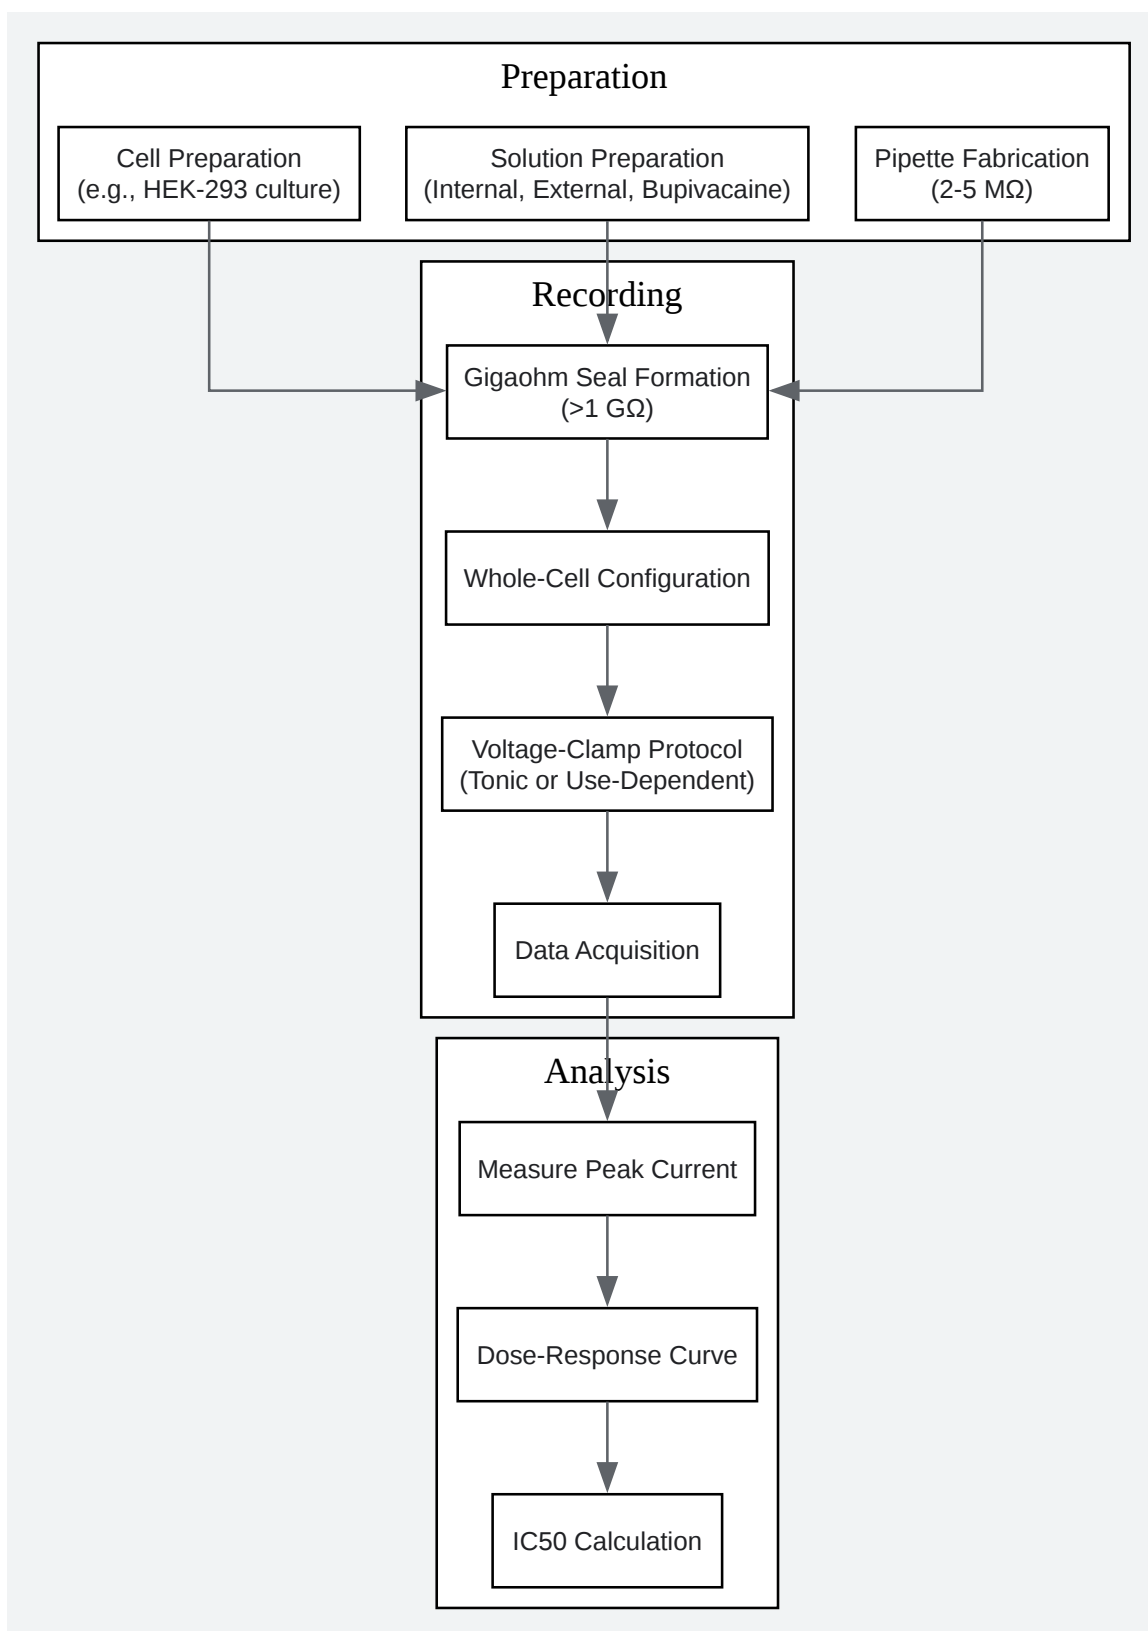 Preparation
Cell Preparation
(e.g., HEK-293 culture)
Solution Preparation
(Internal, External, Bupivacaine)
Pipette Fabrication
(2-5 MΩ)
Recording
Gigaohm Seal Formation
(>1 GΩ)
Whole-Cell Configuration
Voltage-Clamp Protocol
(Tonic or Use-Dependent)
Data Acquisition
Analysis
Measure Peak Current
Dose-Response Curve
IC50 Calculation